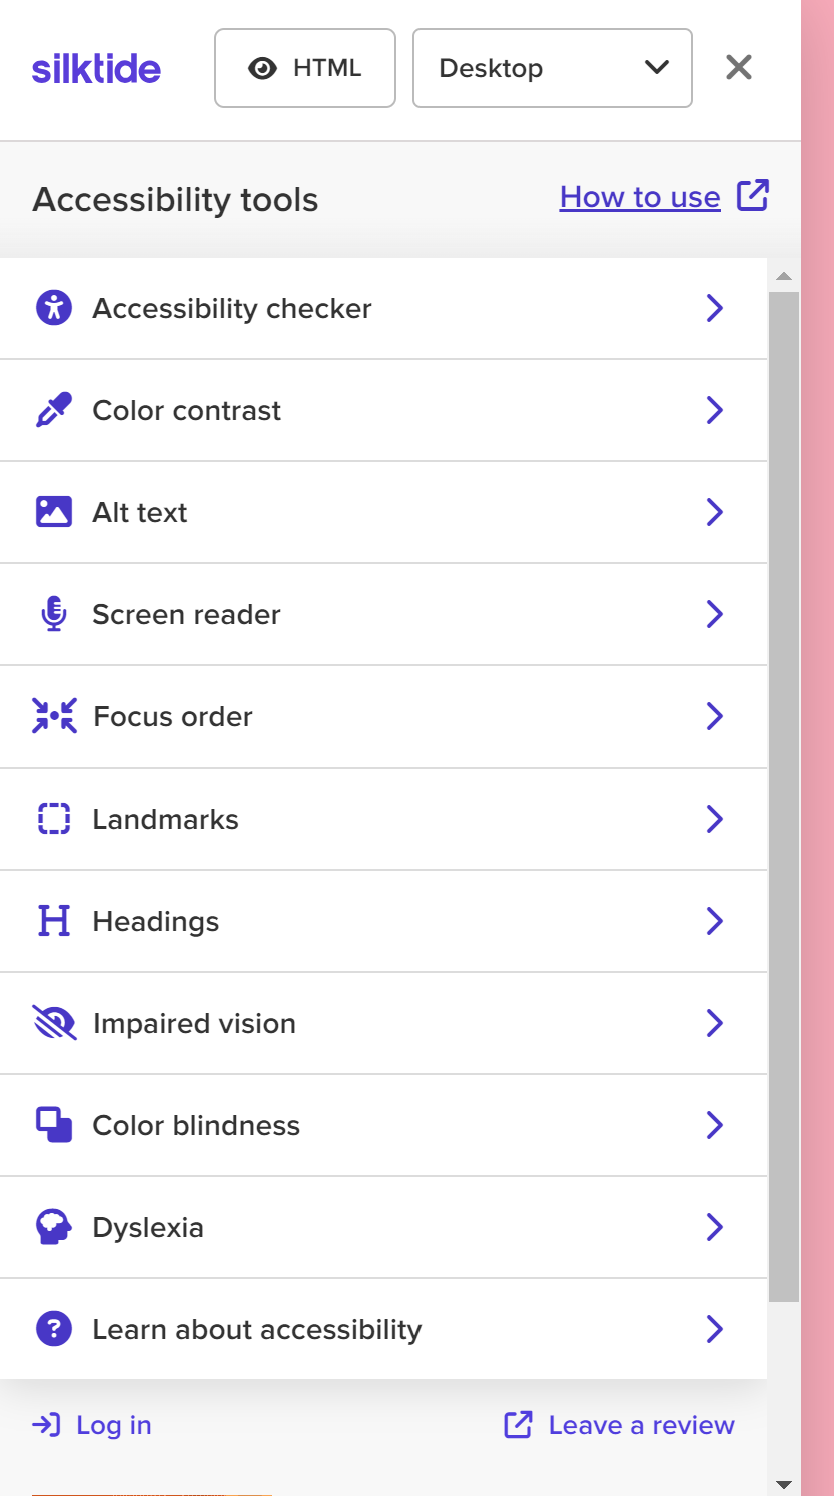 silktide
HTML
Desktop
Accessibility tools
How to use
Accessibility checker
Color contrast
Alt text
Screen reader
Focus order
Landmarks
Headings
Impaired vision
Color blindness
Dyslexia
Learn about accessibility
Log in
Leave a review